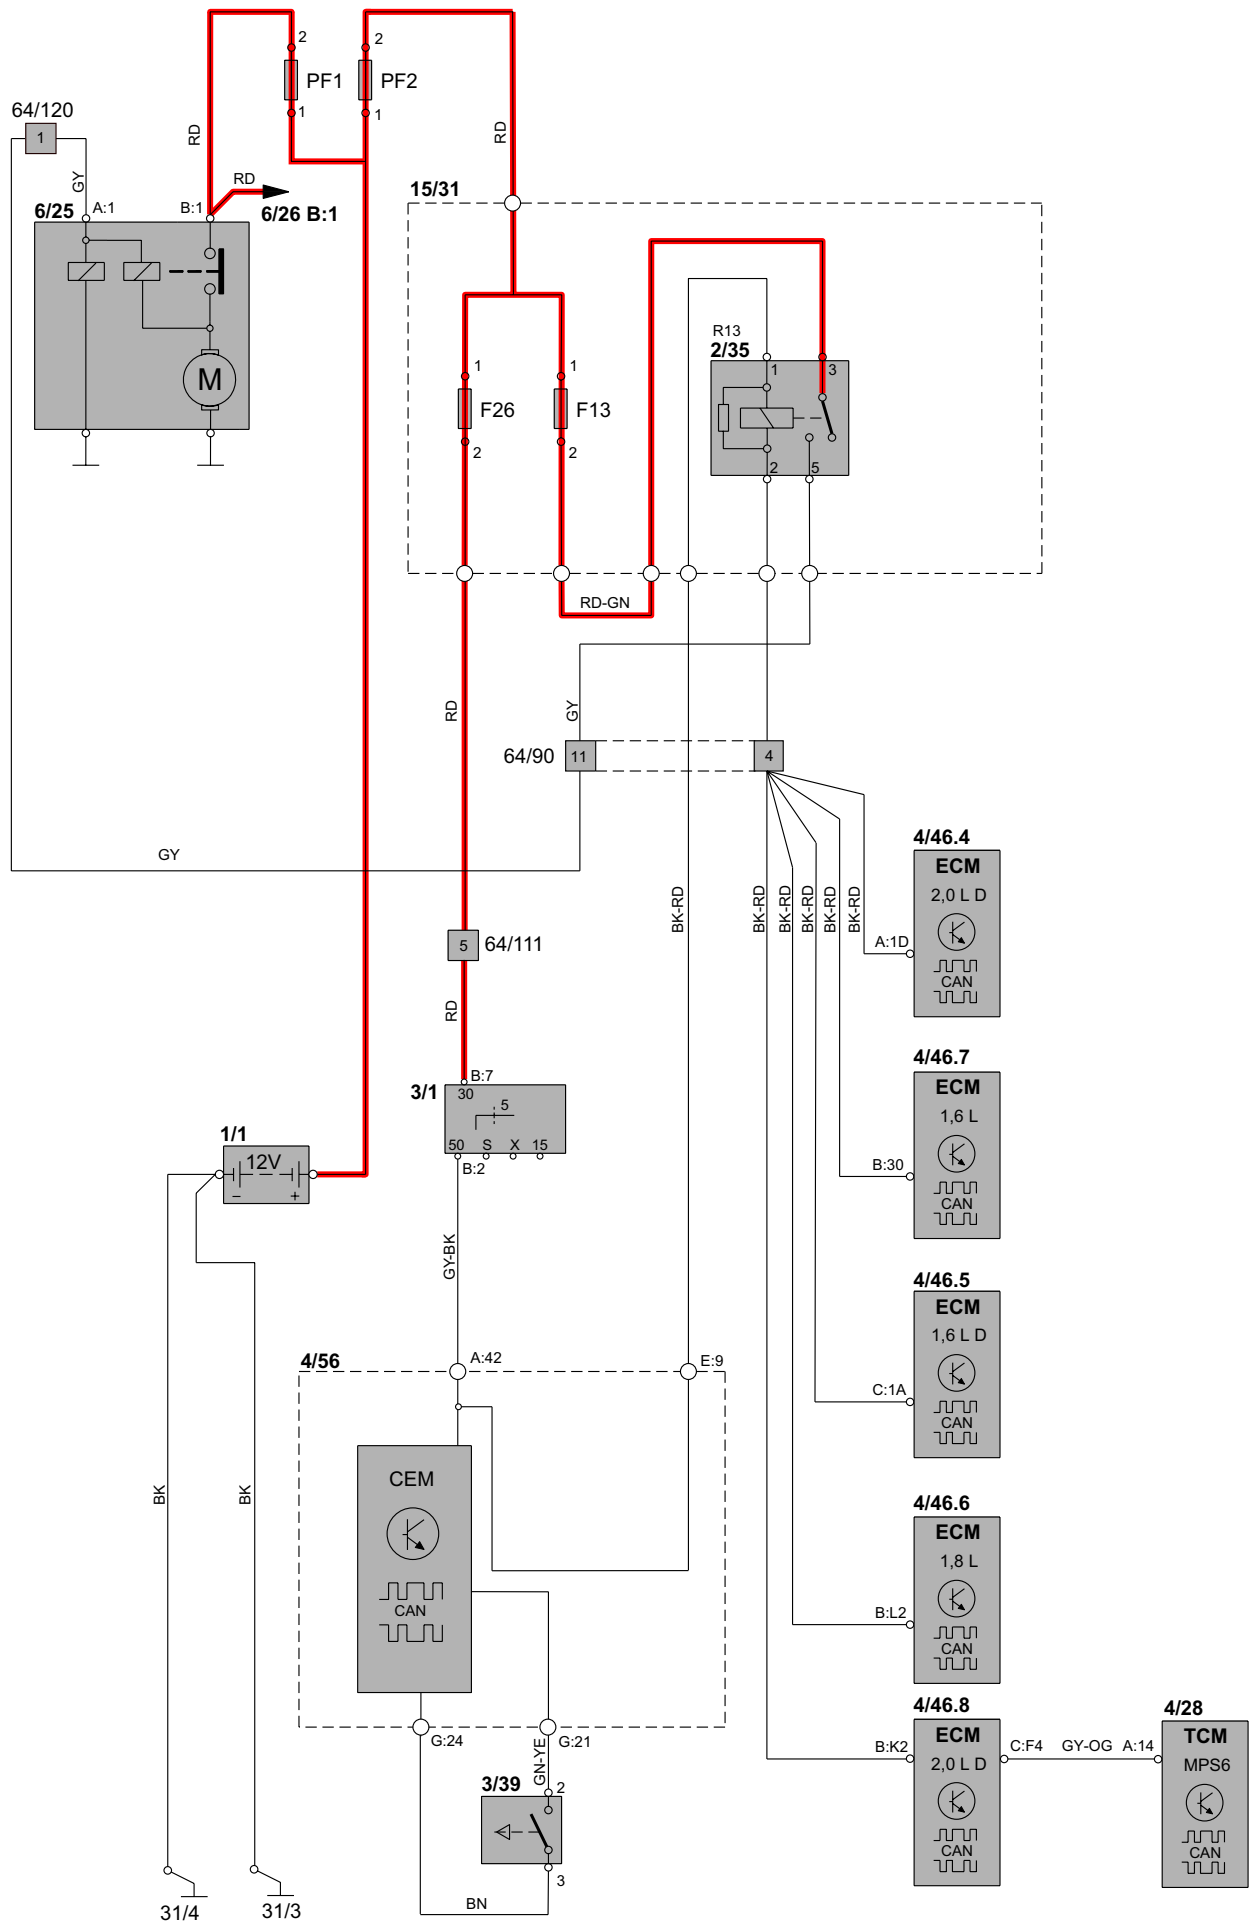 2
2
PF1
PF2
1
1
64/120
1
RD
RD
GY
RD
6/25
A:1
B:1
6/26 B:1
15/31
M
R13
2/35
1
3
1
1
F26
F13
2
2
2
5
RD-GN
RD
GY
64/90
11
4
GY
BK-RD
BK-RD
BK-RD
BK-RD
BK-RD
BK-RD
4/46.4
ECM
2,0 L D
A:1D
CAN
5
64/111
RD
4/46.7
ECM
1,6 L
B:30
CAN
B:7
3/1
30
5
50
S
X
15
B:2
1/1
12V
–
+
GY-BK
4/46.5
ECM
1,6 L D
C:1A
CAN
4/56
A:42
E:9
CEM
CAN
BK
BK
4/46.6
ECM
1,8 L
B:L2
CAN
G:24
G:21
GN-YE
3/39
2
3
BN
4/46.8
ECM
2,0 L D
B:K2
CAN
C:F4
GY-OG
A:14
4/28
TCM
MPS6
CAN
31/4
31/3